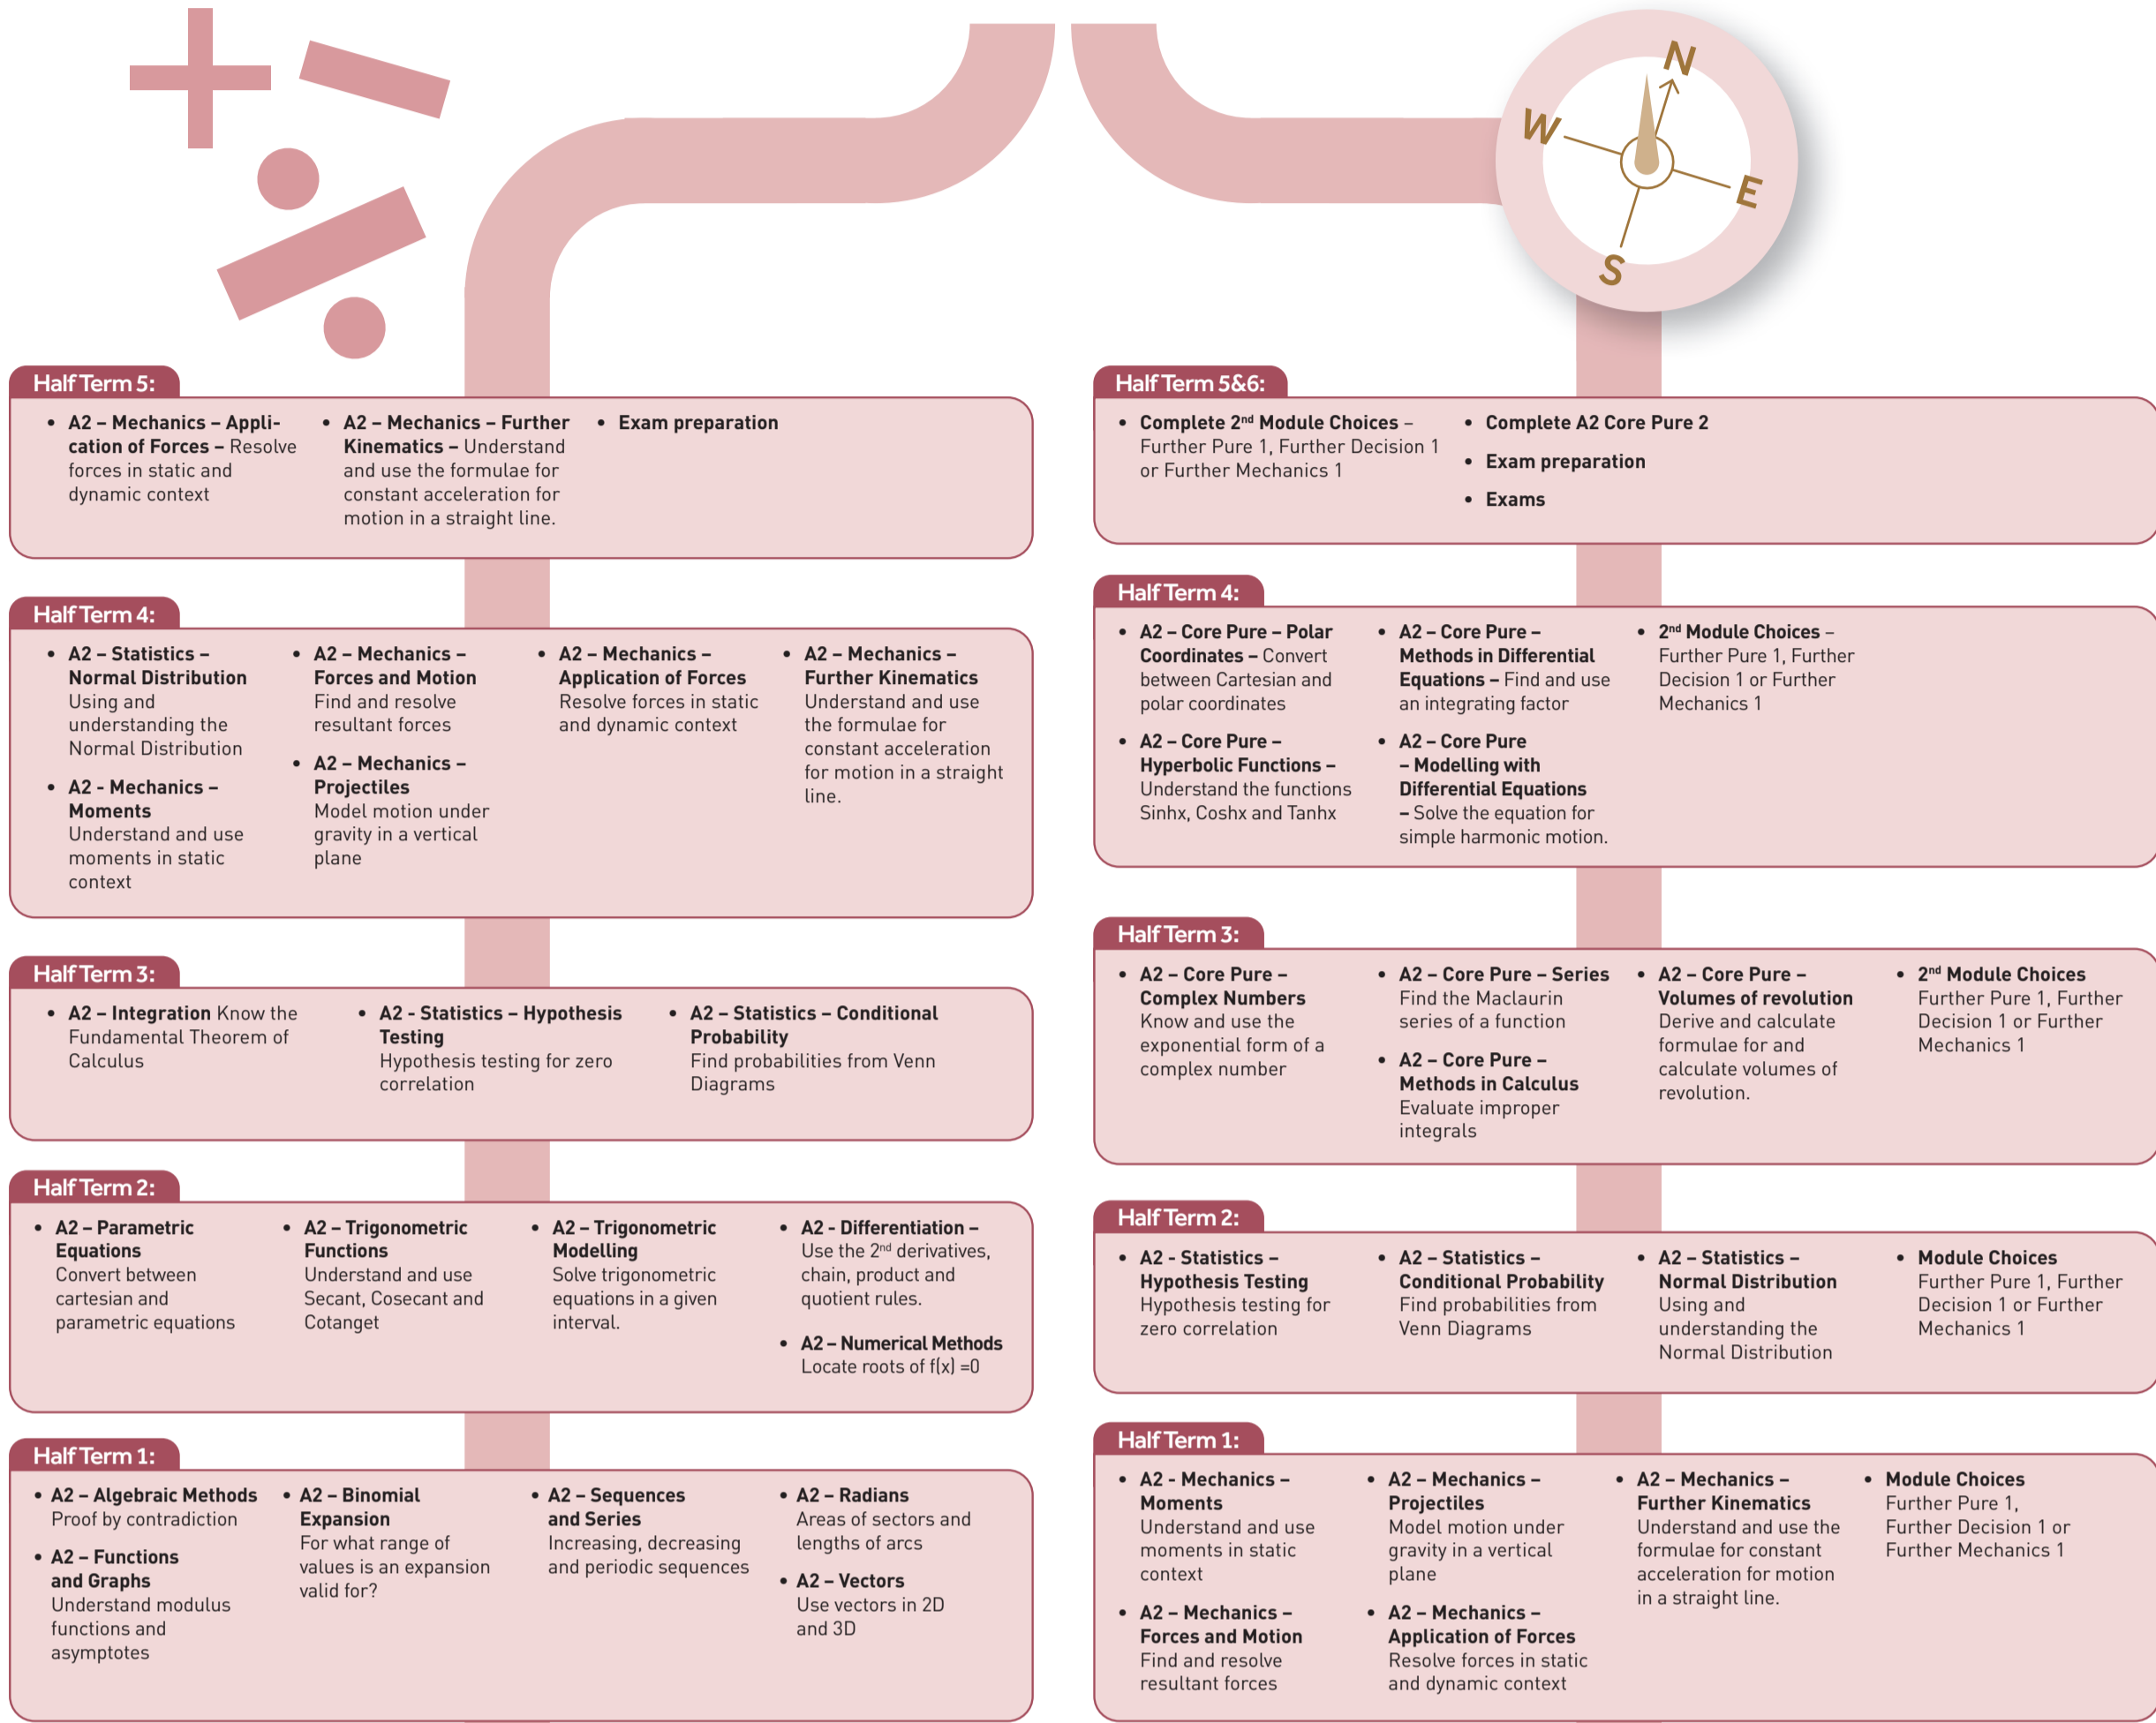 N
W
E
S
Half Term 5:
• A2 – Mechanics – Appli-
cation of Forces – Resolve
forces in static and
dynamic context
• A2 – Mechanics – Further
Kinematics – Understand
and use the formulae for
constant acceleration for
motion in a straight line.
• Exam preparation
Half Term 4:
• A2 – Statistics –
Normal Distribution
Using and
understanding the
Normal Distribution
• A2 - Mechanics –
Moments
Understand and use
moments in static
context
• A2 – Mechanics –
Forces and Motion
Find and resolve
resultant forces
• A2 – Mechanics –
Projectiles
Model motion under
gravity in a vertical
plane
• A2 – Mechanics –
Application of Forces
Resolve forces in static
and dynamic context
• A2 – Mechanics –
Further Kinematics
Understand and use
the formulae for
constant acceleration
for motion in a straight
line.
Half Term 3:
• A2 – Integration Know the
Fundamental Theorem of
Calculus
• A2 - Statistics – Hypothesis
Testing
Hypothesis testing for zero
correlation
• A2 – Statistics – Conditional
Probability
Find probabilities from Venn
Diagrams
Half Term 2:
• A2 – Parametric
Equations
Convert between
cartesian and
parametric equations
• A2 – Trigonometric
Functions
Understand and use
Secant, Cosecant and
Cotanget
• A2 – Trigonometric
Modelling
Solve trigonometric
equations in a given
interval.
• A2 - Differentiation –
Use the 2nd derivatives,
chain, product and
quotient rules.
• A2 – Numerical Methods
Locate roots of f(x) =0
Half Term 1:
• A2 – Algebraic Methods
Proof by contradiction
• A2 – Functions
and Graphs
Understand modulus
functions and
asymptotes
• A2 – Binomial
Expansion
For what range of
values is an expansion
valid for?
• A2 – Sequences
and Series
Increasing, decreasing
and periodic sequences
• A2 – Radians
Areas of sectors and
lengths of arcs
• A2 – Vectors
Use vectors in 2D
and 3D
Half Term 5&6:
• Complete 2nd Module Choices –
Further Pure 1, Further Decision 1
or Further Mechanics 1
• Complete A2 Core Pure 2
• Exam preparation
• Exams
Half Term 4:
• A2 – Core Pure – Polar
Coordinates – Convert
between Cartesian and
polar coordinates
• A2 – Core Pure –
Hyperbolic Functions –
Understand the functions
Sinhx, Coshx and Tanhx
• A2 – Core Pure –
Methods in Differential
Equations – Find and use
an integrating factor
• A2 – Core Pure
– Modelling with
Differential Equations
– Solve the equation for
simple harmonic motion.
• 2nd Module Choices –
Further Pure 1, Further
Decision 1 or Further
Mechanics 1
Half Term 3:
• A2 – Core Pure –
Complex Numbers
Know and use the
exponential form of a
complex number
• A2 – Core Pure – Series
Find the Maclaurin
series of a function
• A2 – Core Pure –
Methods in Calculus
Evaluate improper
integrals
• A2 – Core Pure –
Volumes of revolution
Derive and calculate
formulae for and
calculate volumes of
revolution.
• 2nd Module Choices
Further Pure 1, Further
Decision 1 or Further
Mechanics 1
Half Term 2:
• A2 - Statistics –
Hypothesis Testing
Hypothesis testing for
zero correlation
• A2 – Statistics –
Conditional Probability
Find probabilities from
Venn Diagrams
• A2 – Statistics –
Normal Distribution
Using and
understanding the
Normal Distribution
• Module Choices
Further Pure 1, Further
Decision 1 or Further
Mechanics 1
Half Term 1:
• A2 - Mechanics –
Moments
Understand and use
moments in static
context
• A2 – Mechanics –
Forces and Motion
Find and resolve
resultant forces
• A2 – Mechanics –
Projectiles
Model motion under
gravity in a vertical
plane
• A2 – Mechanics –
Application of Forces
Resolve forces in static
and dynamic context
• A2 – Mechanics –
Further Kinematics
Understand and use the
formulae for constant
acceleration for motion
in a straight line.
• Module Choices
Further Pure 1,
Further Decision 1 or
Further Mechanics 1